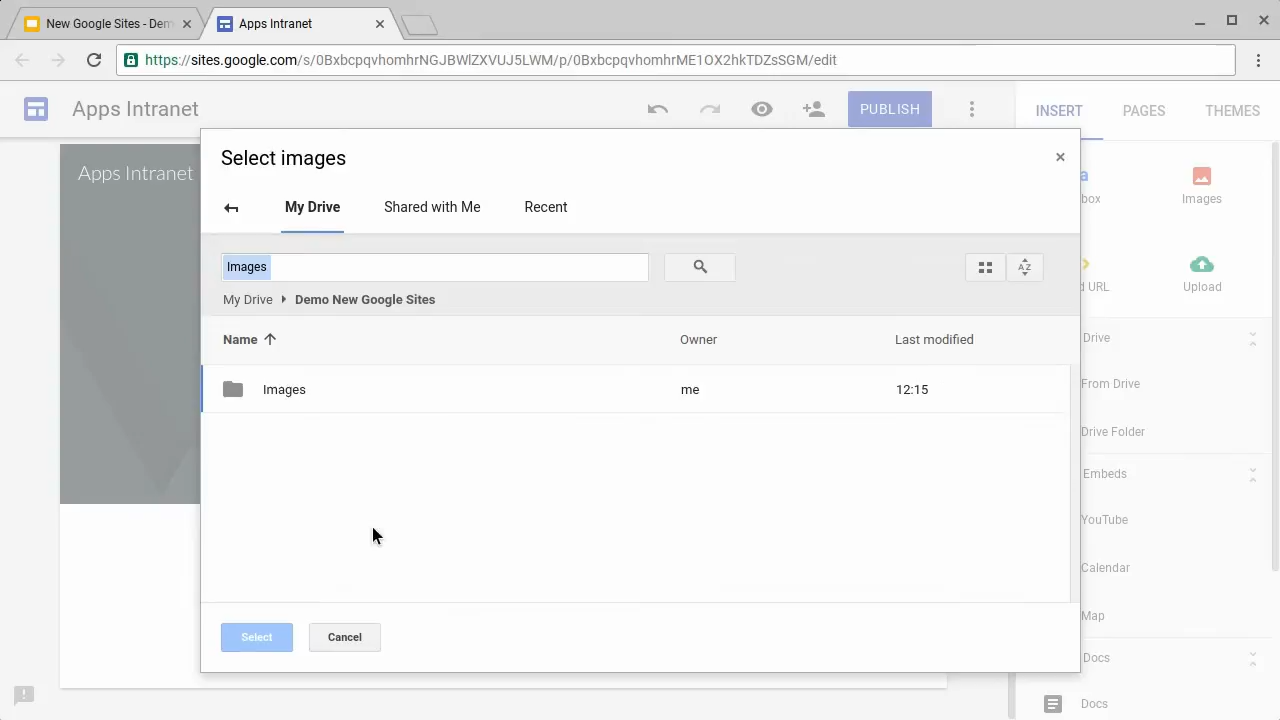 New Google Sites - Dem
Apps Intranet
https://sites.google.com/s/0BxbcpqvhomhrNGJBWlZXVUJ5LWM/p/0BxbcpqvhomhrME1OX2hkTDZsSGM/edit
Apps Intranet
PUBLISH
INSERT
PAGES
THEMES
Apps Intranet
Select images
My Drive
Shared with Me
Recent
Images
AZ
My Drive
Demo New Google Sites
Name
Owner
Last modified
Images
me
12:15
Select
Cancel
box
Images
d URL
Upload
Drive
From Drive
Drive Folder
Embeds
YouTube
Calendar
Map
Docs
Docs